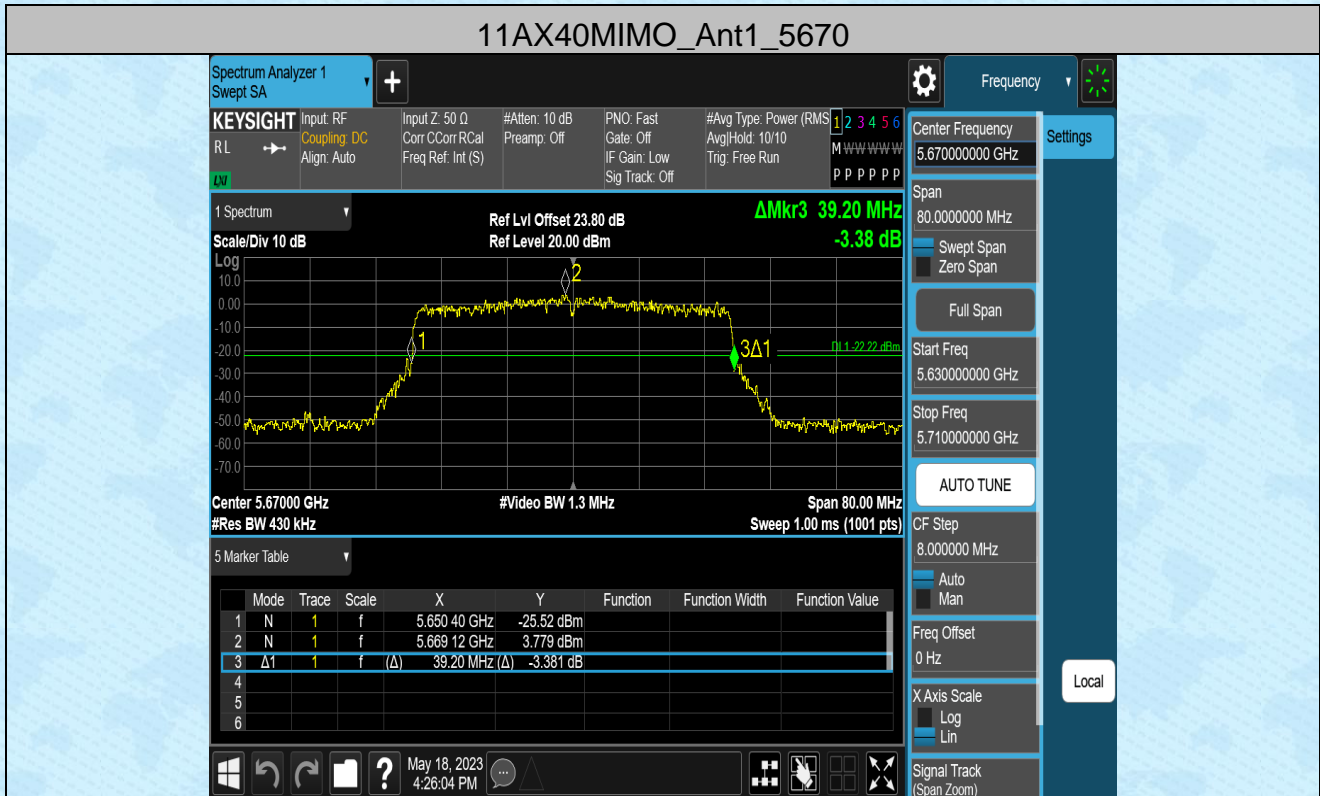 11AX40MIMO_Ant1_5670
Spectrum Analyzer 1
Swept SA
Frequency
KEYSIGHT
RL
LXI
Input: RF
Coupling: DC
Align: Auto
Input Z: 50 Ω
Corr CCorr RCal
Freq Ref: Int (S)
#Atten: 10 dB
Preamp: Off
PNO: Fast
Gate: Off
IF Gain: Low
Sig Track: Off
#Avg Type: Power (RMS
Avg|Hold: 10/10
Trig: Free Run
1 2 3 4 5 6
M W W W W W
P P P P P P
1 Spectrum
Scale/Div 10 dB
Ref Lvl Offset 23.80 dB
Ref Level 20.00 dBm
ΔMkr3 39.20 MHz
-3.38 dB
Log
10.0
0.00
-10.0
-20.0
-30.0
-40.0
-50.0
-60.0
-70.0
1
2
3Δ1
DL1 -22.22 dBm
Center 5.67000 GHz
#Res BW 430 kHz
#Video BW 1.3 MHz
Span 80.00 MHz
Sweep 1.00 ms (1001 pts)
5 Marker Table
Mode Trace Scale X Y Function Function Width Function Value
1 N 1 f 5.650 40 GHz -25.52 dBm
2 N 1 f 5.669 12 GHz 3.779 dBm
3 Δ1 1 f (Δ) 39.20 MHz (Δ) -3.381 dB
4
5
6
?
May 18, 2023
4:26:04 PM
Center Frequency
5.670000000 GHz
Settings
Span
80.0000000 MHz
Swept Span
Zero Span
Full Span
Start Freq
5.630000000 GHz
Stop Freq
5.710000000 GHz
AUTO TUNE
CF Step
8.000000 MHz
Auto
Man
Freq Offset
0 Hz
X Axis Scale
Log
Lin
Local
Signal Track
(Span Zoom)